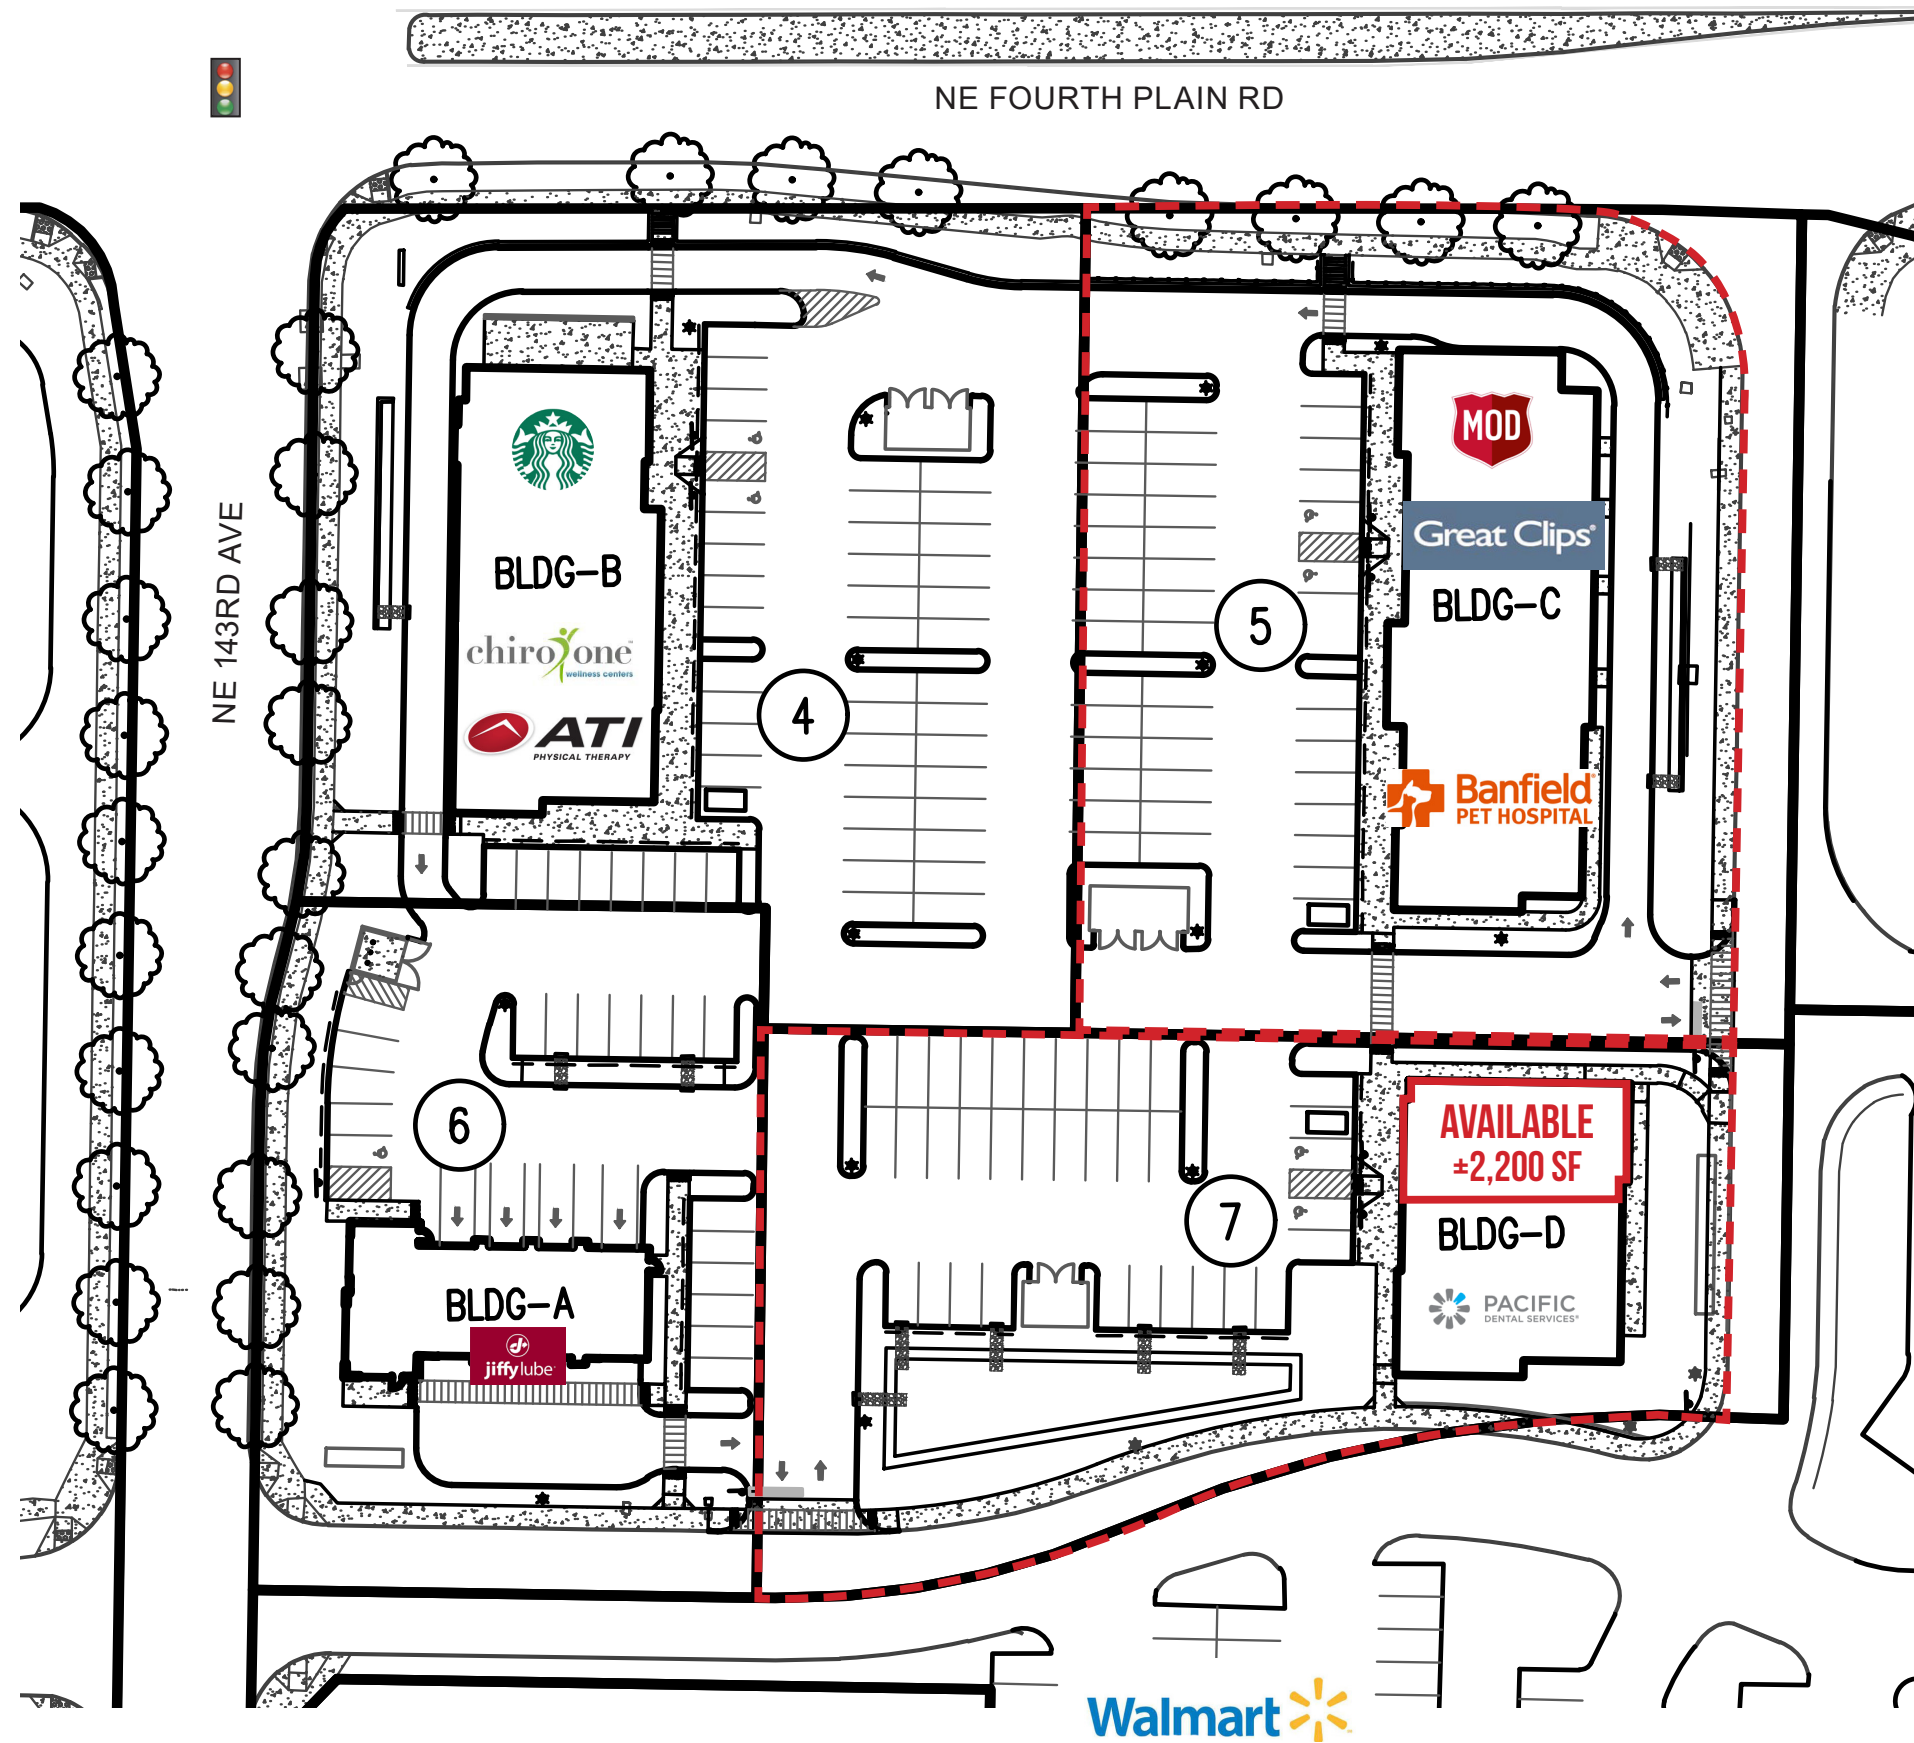 NE FOURTH PLAIN RD
NE 143RD AVE
BLDG-B
chiro one
wellness centers
ATI
PHYSICAL THERAPY
4
5
MOD
Great Clips
BLDG-C
Banfield
PET HOSPITAL
6
BLDG-A
jiffy lube
7
AVAILABLE
±2,200 SF
BLDG-D
PACIFIC
DENTAL SERVICES®
Walmart